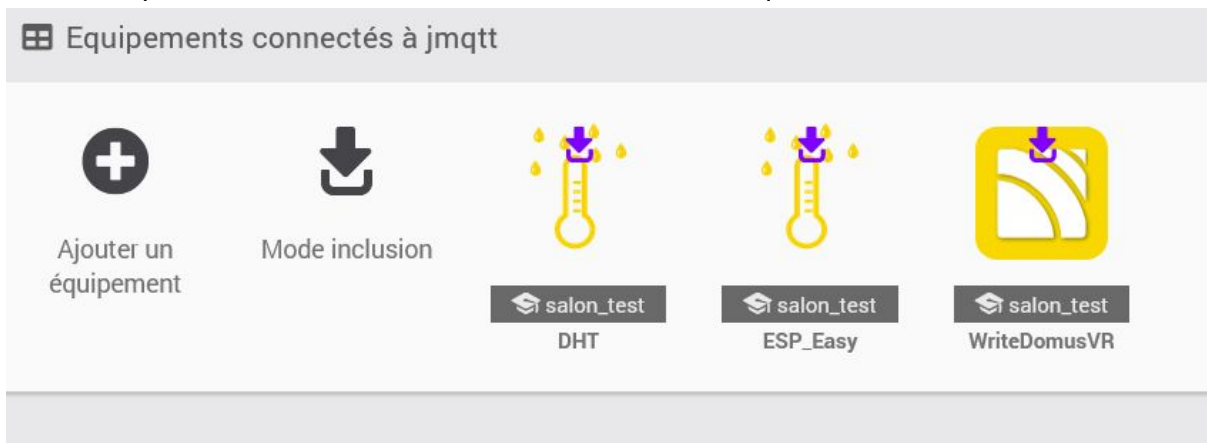 Equipements connectés à jmqtt
Ajouter un
équipement
Mode inclusion
salon_test
DHT
salon_test
ESP_Easy
salon_test
WriteDomusVR